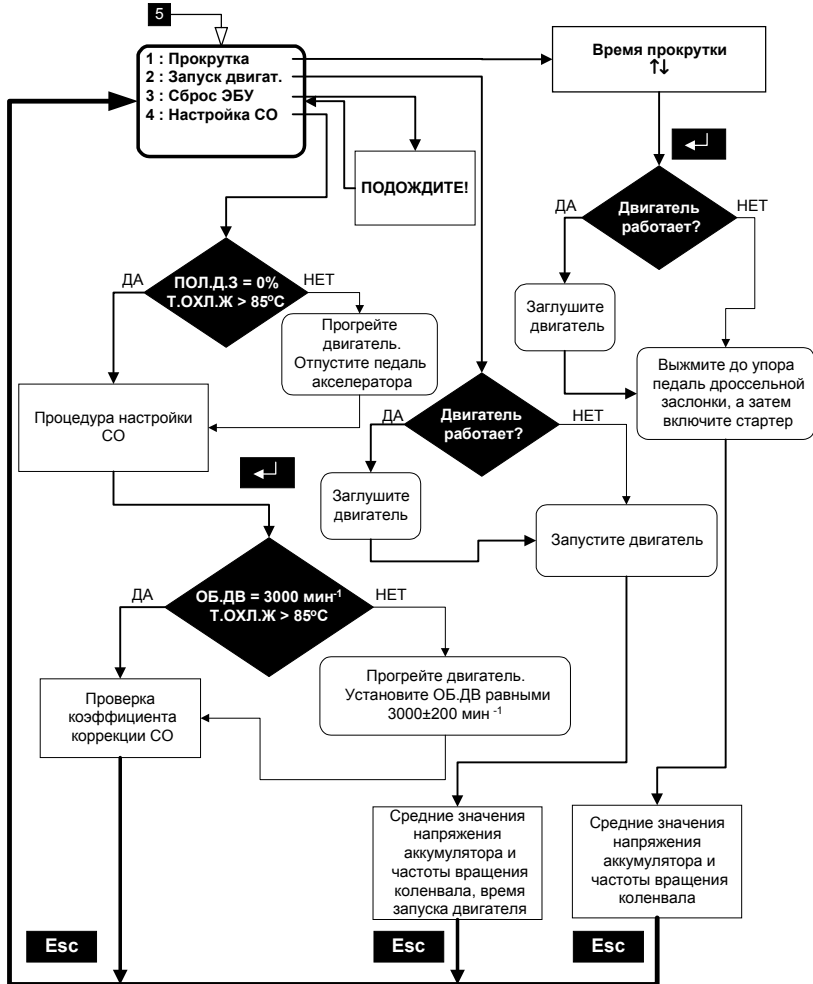 5
1 : Прокрутка
2 : Запуск двигат.
3 : Сброс ЭБУ
4 : Настройка СО
Время прокрутки
↑↓
ПОДОЖДИТЕ!
ДА
Двигатель
работает?
НЕТ
Заглушите
двигатель
Выжмите до упора
педаль дроссельной
заслонки, а затем
включите стартер
ДА
ПОЛ.Д.З = 0%
Т.ОХЛ.Ж > 85ºС
НЕТ
Прогрейте
двигатель.
Отпустите педаль
акселератора
Процедура настройки
СО
ДА
Двигатель
работает?
НЕТ
Заглушите
двигатель
Запустите двигатель
ДА
ОБ.ДВ = 3000 мин⁻¹
Т.ОХЛ.Ж > 85ºС
НЕТ
Прогрейте двигатель.
Установите ОБ.ДВ равными
3000±200 мин ⁻¹
Проверка
коэффициента
коррекции СО
Средние значения
напряжения
аккумулятора и
частоты вращения
коленвала, время
запуска двигателя
Средние значения
напряжения
аккумулятора и
частоты вращения
коленвала
Esc
Esc
Esc